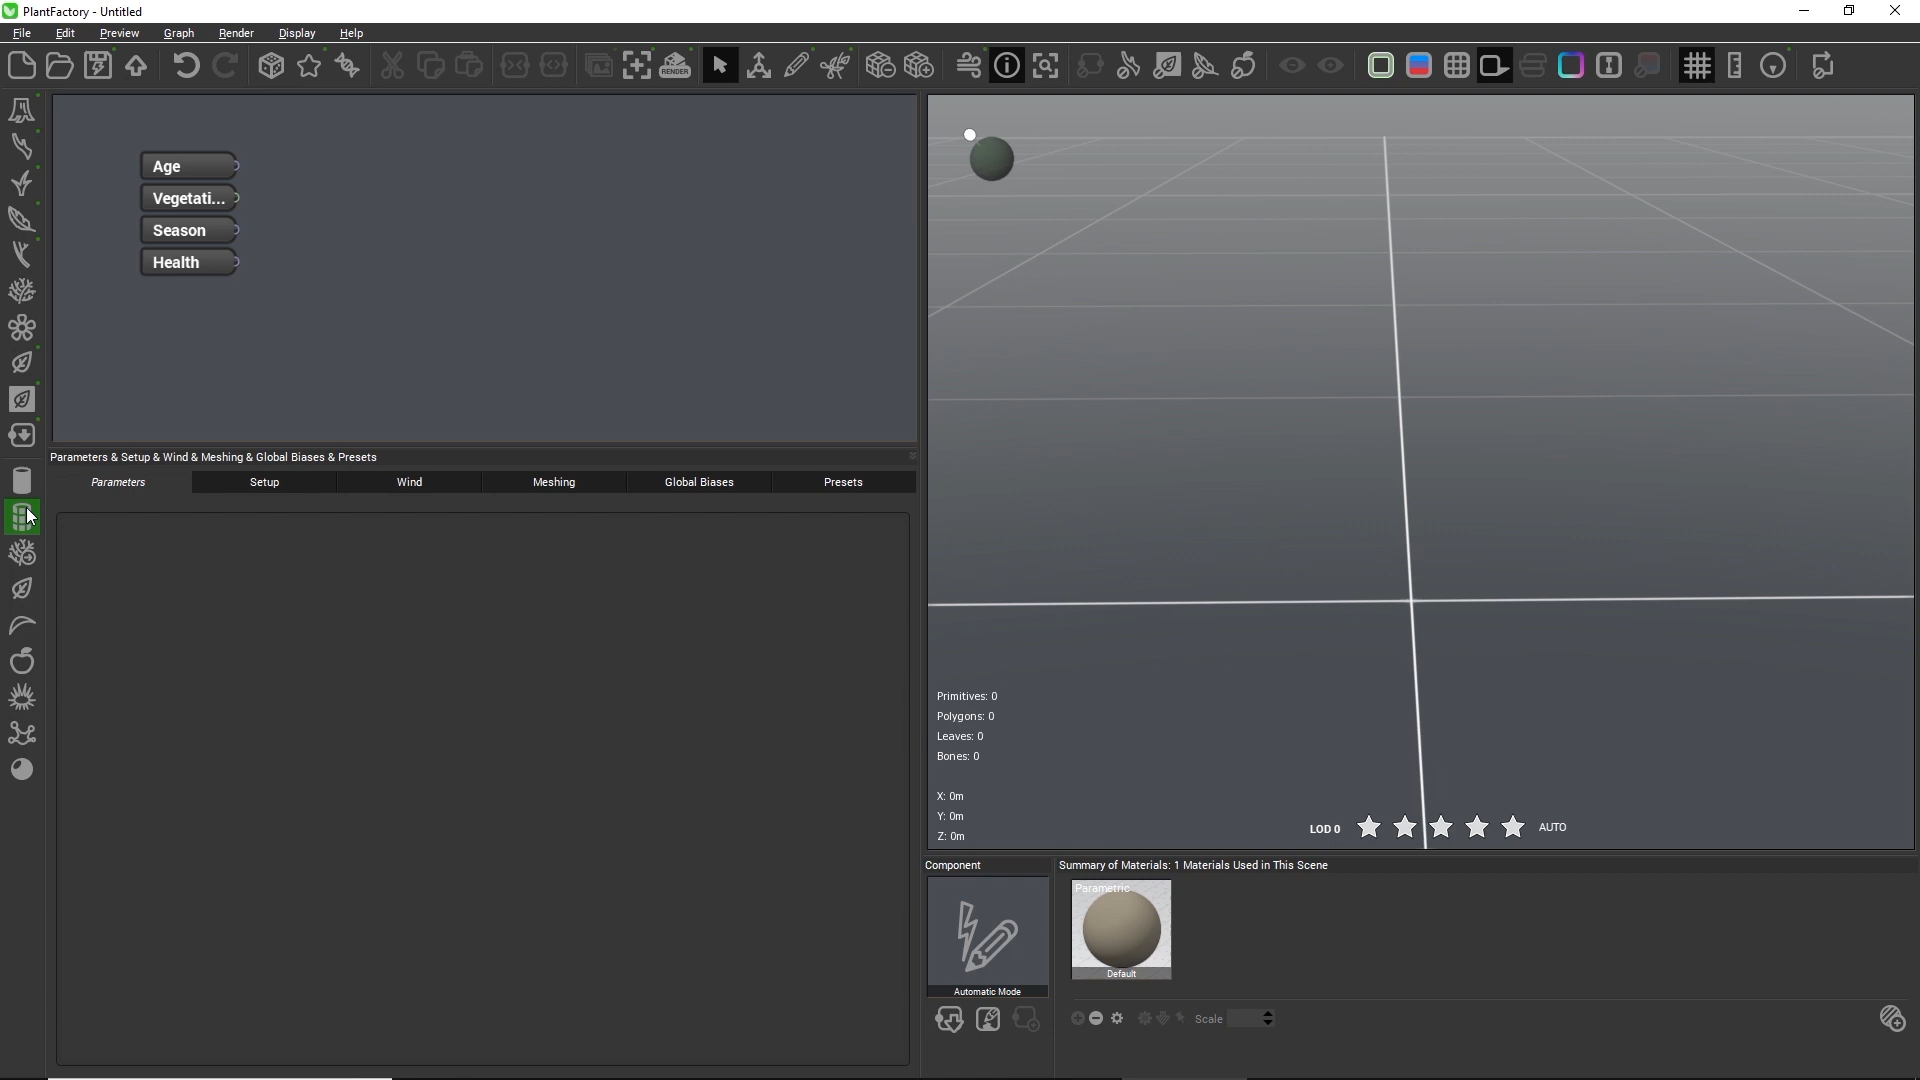 PlantFactory - Untitled
File Edit Preview Graph Render Display Help
RENDER
Age
Vegetati...
Season
Health
Parameters & Setup & Wind & Meshing & Global Biases & Presets
Parameters Setup Wind Meshing Global Biases Presets
Primitives: 0
Polygons: 0
Leaves: 0
Bones: 0
X: 0m
Y: 0m
Z: 0m
LOD 0 AUTO
Component
Automatic Mode
Summary of Materials: 1 Materials Used in This Scene
Parametric
Default
Scale